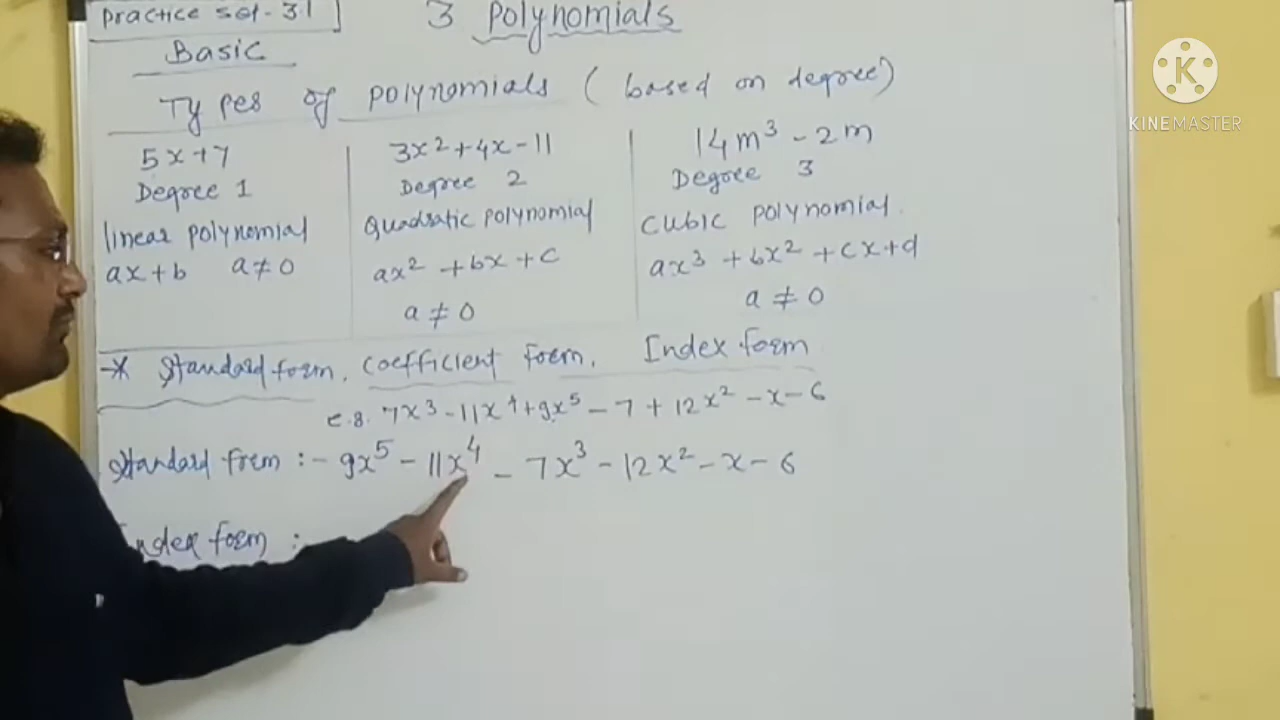 Practice set - 3.1
3 Polynomials
KINEMASTER
Basic
Types of polynomials ( based on degree)
5x+7
Degree 1
linear polynomial
ax+b a≠0
3x²+4x-11
Degree 2
Quadratic polynomial
ax² +bx+c
a≠0
14m³-2m
Degree 3
Cubic polynomial.
ax³ +bx² +cx+d
a ≠ 0
* Standard form, coefficient form, Index form
e.g. 7x³-11x⁴+9x⁵-7+12x²-x-6
Standard from :- 9x⁵-11x⁴-7x³-12x²-x-6
Index form :-